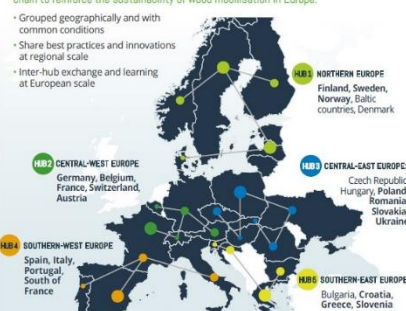 chain to reinforce the sustainability of wood mobilisation in Europe.
• Grouped geographically and with
common conditions
• Share best practices and innovations
at regional scale
• Inter-hub exchange and learning
at European scale
HUB1 NORTHERN EUROPE
Finland, Sweden,
Norway, Baltic
countries, Denmark
HUB2 CENTRAL-WEST EUROPE
Germany, Belgium,
France, Switzerland,
Austria
HUB3 CENTRAL-EAST EUROPE:
Czech Republic
Hungary, Poland
Romania
Slovakia
Ukraine
HUB4 SOUTHERN-WEST EUROPE
Spain, Italy,
Portugal,
South of
France
HUB5 SOUTHERN-EAST EUROPE
Bulgaria, Croatia,
Greece, Slovenia